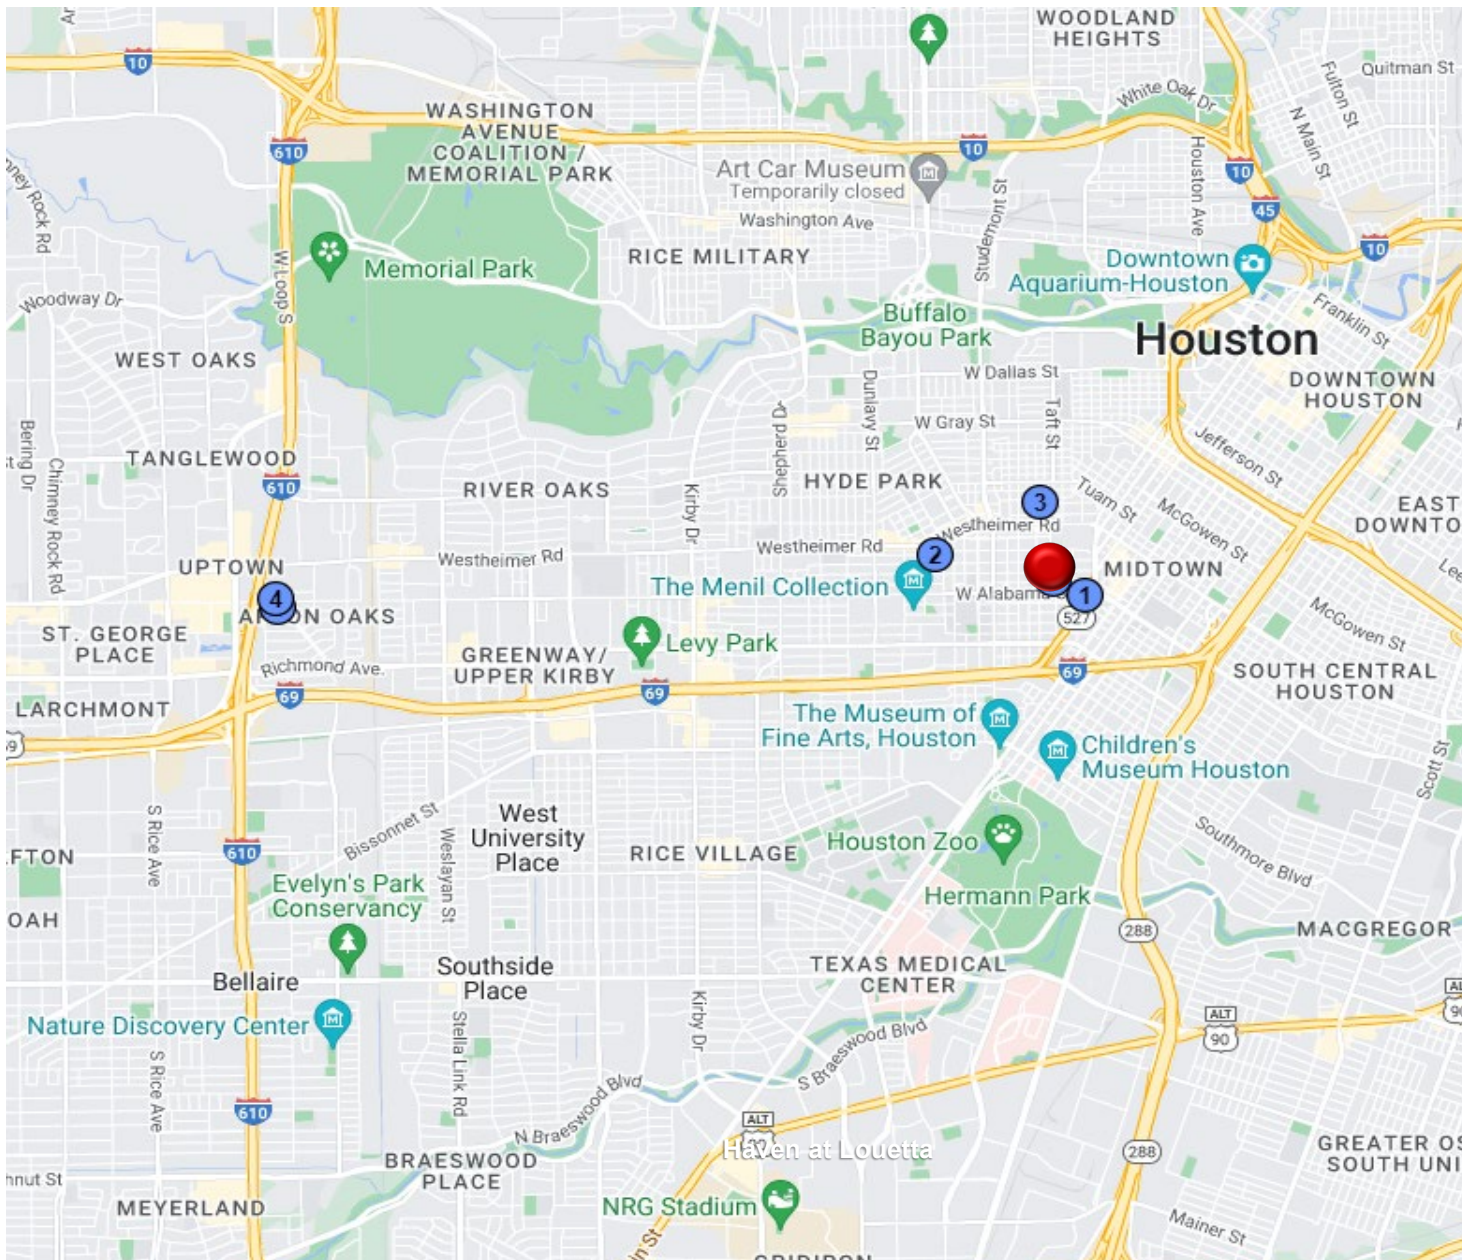 WOODLAND
HEIGHTS
10
Quitman St
Fulton St
White Oak Dr
N Main St
WASHINGTON
AVENUE
COALITION /
MEMORIAL PARK
610
10
Houston Ave
10
Art Car Museum
Temporarily closed
Studemont St
45
Washington Ave
10
RICE MILITARY
Downtown
Aquarium-Houston
W Loop S
Memorial Park
Woodway Dr
Franklin St
Buffalo
Bayou Park
Houston
WEST OAKS
W Dallas St
DOWNTOWN
HOUSTON
Dunlavy St
Taft St
Shepherd Dr
W Gray St
Bering Dr
Chimney Rock Rd
Jefferson St
TANGLEWOOD
610
RIVER OAKS
HYDE PARK
Kirby Dr
3
Tuam St
McGowen St
EAST
DOWNTO
Westheimer Rd
Westheimer Rd
Westheimer Rd
2
UPTOWN
MIDTOWN
The Menil Collection
W Alabama
1
4
OAKS
527
McGowen St
ST. GEORGE
PLACE
Levy Park
GREENWAY/
UPPER KIRBY
Richmond Ave.
69
69
69
SOUTH CENTRAL
HOUSTON
LARCHMONT
The Museum of
Fine Arts, Houston
Children's
Museum Houston
Scott St
S Rice Ave
Bissonnet St
West
University
Place
Weslayan St
610
RICE VILLAGE
Houston Zoo
Southmore Blvd
Evelyn's Park
Conservancy
Hermann Park
OAH
288
MACGREGOR
Bellaire
Southside
Place
TEXAS MEDICAL
CENTER
Nature Discovery Center
Kirby Dr
Stella Link Rd
S Rice Ave
S Braeswood Blvd
ALT
90
610
N Braeswood Blvd
ALT
Haven at Louetta
288
BRAESWOOD
PLACE
GREATER OS
SOUTH UNI
MEYERLAND
NRG Stadium
Mainer St